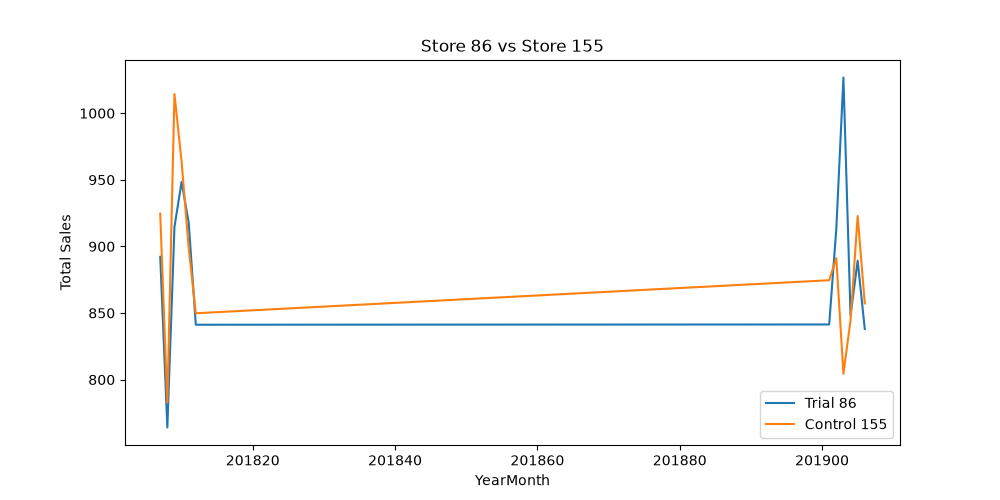 Store 86 vs Store 155
Total Sales
1000
950
900
850
800
201820
201840
201860
201880
201900
YearMonth
Trial 86
Control 155